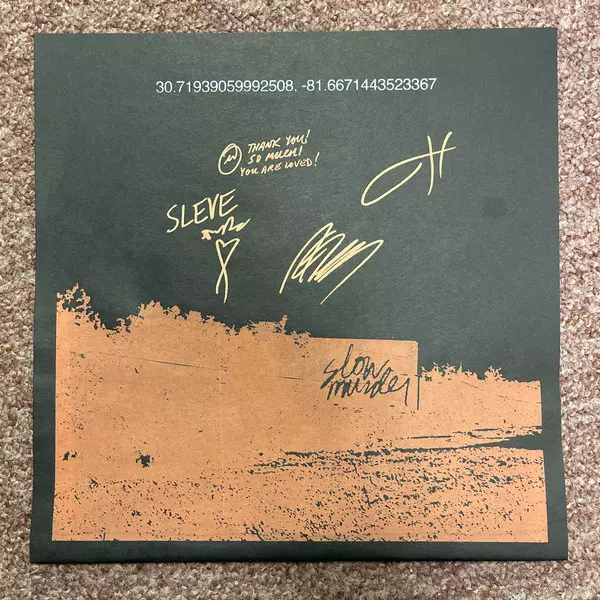 30.71939059992508, -81.6671443523367
THANK YOU!
SO MUCH!
YOU ARE LOVED!
SLEVE
slow
murder